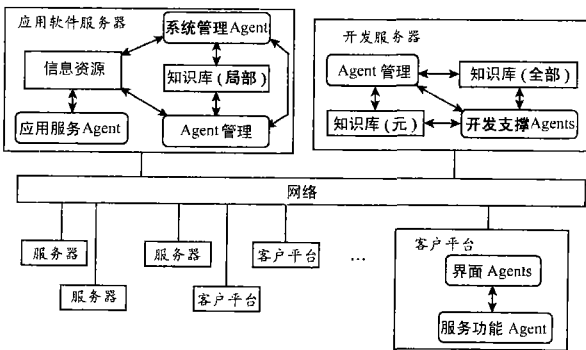 应用软件服务器
系统管理Agent
信息资源
知识库(局部)
应用服务Agent
Agent管理
开发服务器
Agent管理
知识库(全部)
知识库(元)
开发支撑Agents
网络
服务器
服务器
服务器
客户平台
客户平台
…
客户平台
界面Agents
服务功能Agent